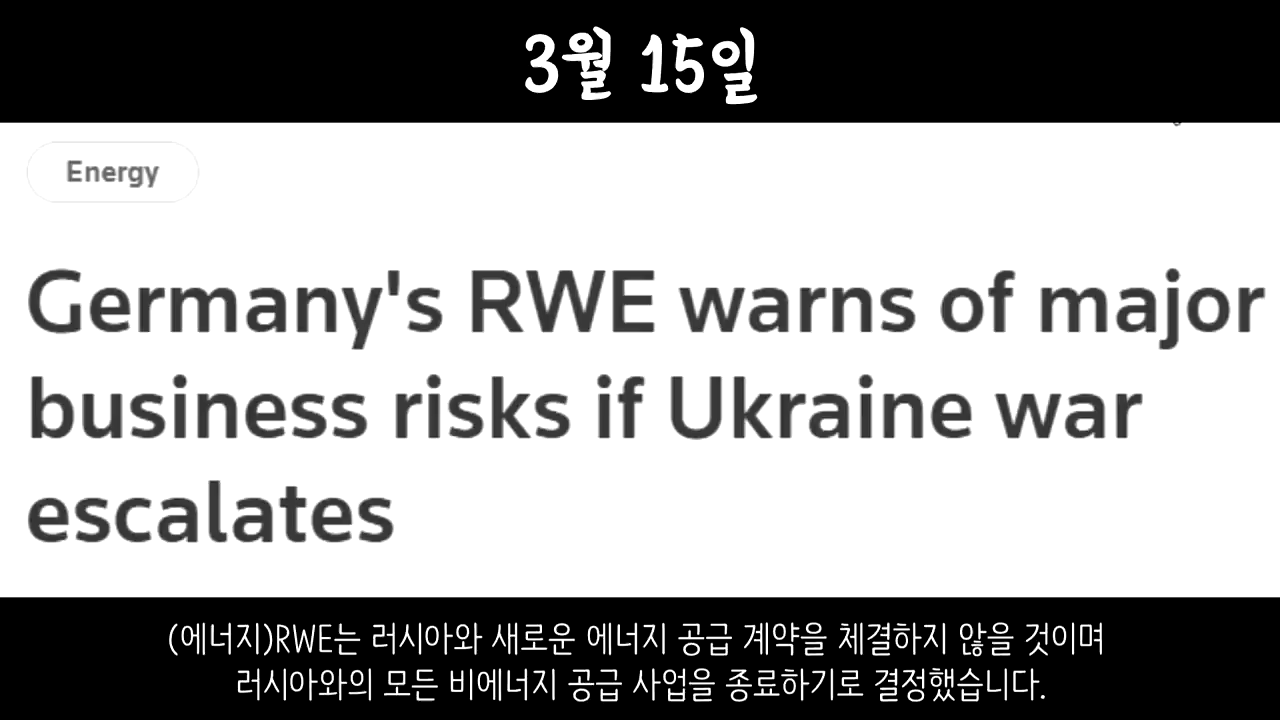 3월 15일
Energy
Germany's RWE warns of major
business risks if Ukraine war
escalates
(에너지)RWE는 러시아와 새로운 에너지 공급 계약을 체결하지 않을 것이며
러시아와의 모든 비에너지 공급 사업을 종료하기로 결정했습니다.